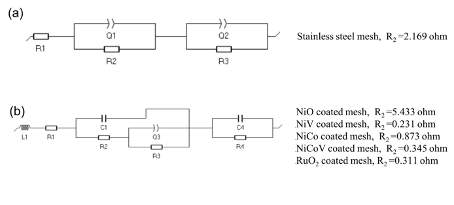 (a)
Q1
Q2
R1
R2
R3
Stainless steel mesh, R2=2.169 ohm
(b)
C1
Q3
C4
L1
R1
R2
R3
R4
NiO coated mesh, R2=5.433 ohm
NiV coated mesh, R2=0.231 ohm
NiCo coated mesh, R2=0.873 ohm
NiCoV coated mesh, R2=0.345 ohm
RuO2 coated mesh, R2=0.311 ohm